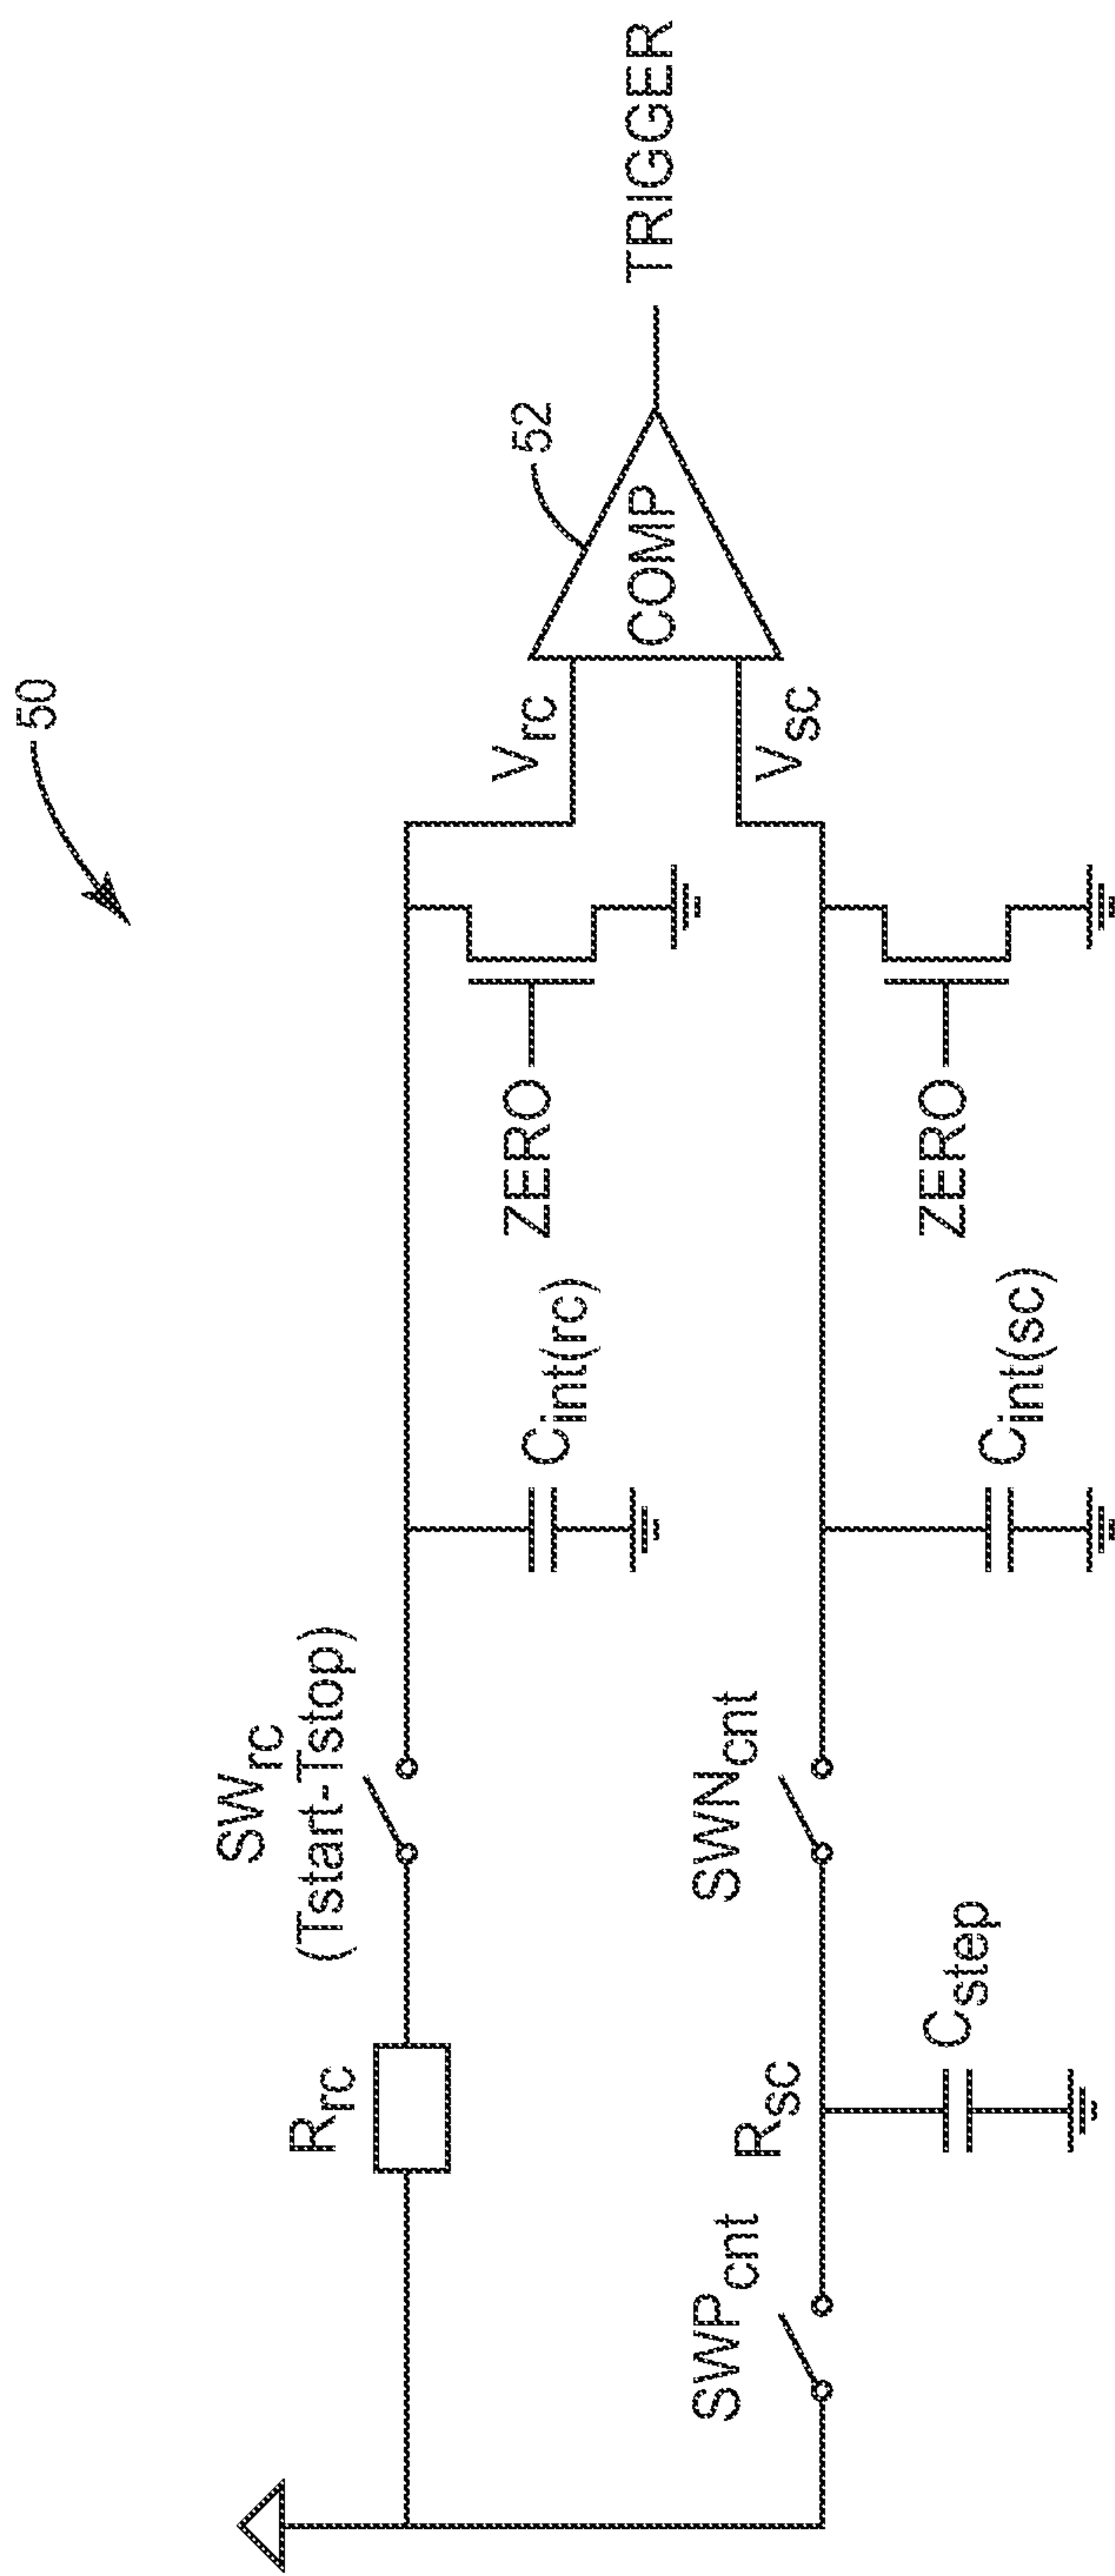 50
SWrc
(Tstart-Tstop)
Rrc
Cint(rc)
ZERO
Vrc
52
COMP
TRIGGER
SWPcnt
Rsc
SWNcnt
Cstep
Cint(sc)
ZERO
Vsc